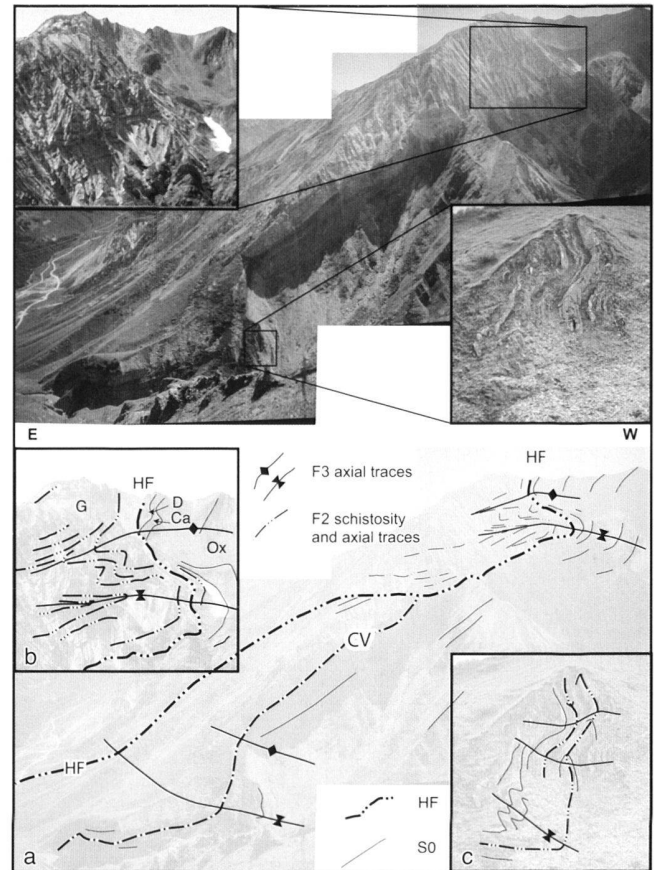 E
W
HF
G
HF
D
Ca
Ox
b
F3 axial traces
F2 schistosity
and axial traces
CV
HF
HF
S0
a
c